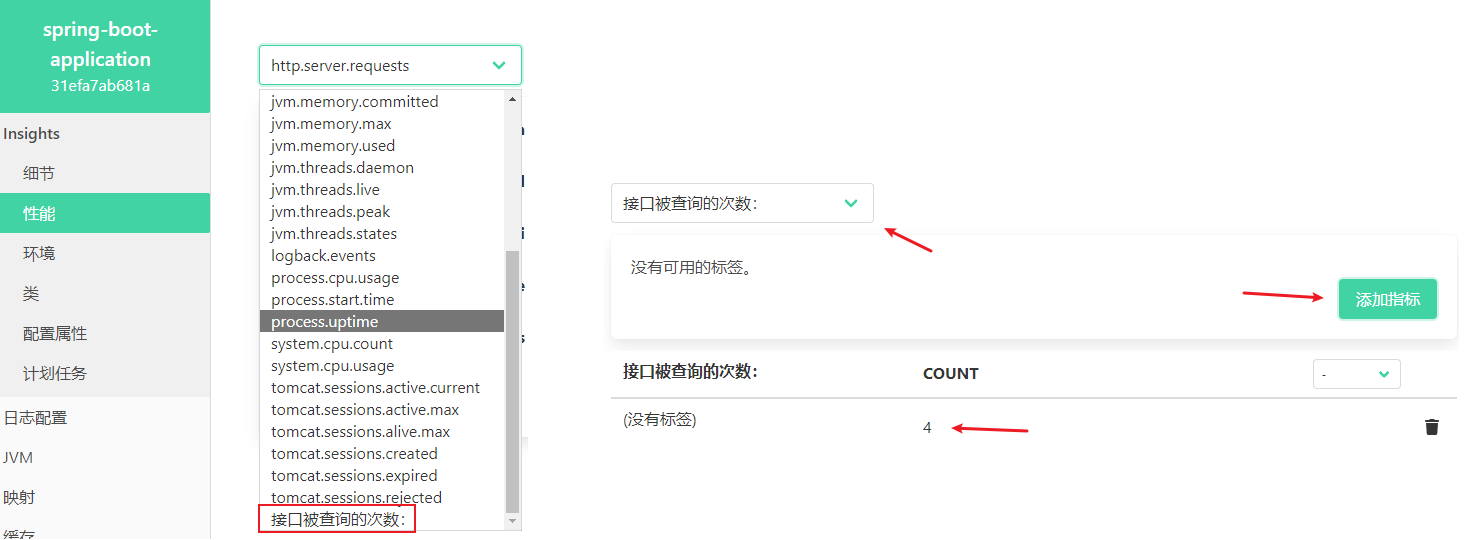 spring-boot-
application
31efa7ab681a
Insights
细节
性能
环境
类
配置属性
计划任务
日志配置
JVM
映射
缓存
http.server.requests
jvm.memory.committed
jvm.memory.max
jvm.memory.used
jvm.threads.daemon
jvm.threads.live
jvm.threads.peak
jvm.threads.states
logback.events
process.cpu.usage
process.start.time
process.uptime
system.cpu.count
system.cpu.usage
tomcat.sessions.active.current
tomcat.sessions.active.max
tomcat.sessions.alive.max
tomcat.sessions.created
tomcat.sessions.expired
tomcat.sessions.rejected
接口被查询的次数：
接口被查询的次数：
没有可用的标签。
添加指标
接口被查询的次数： COUNT -
(没有标签) 4